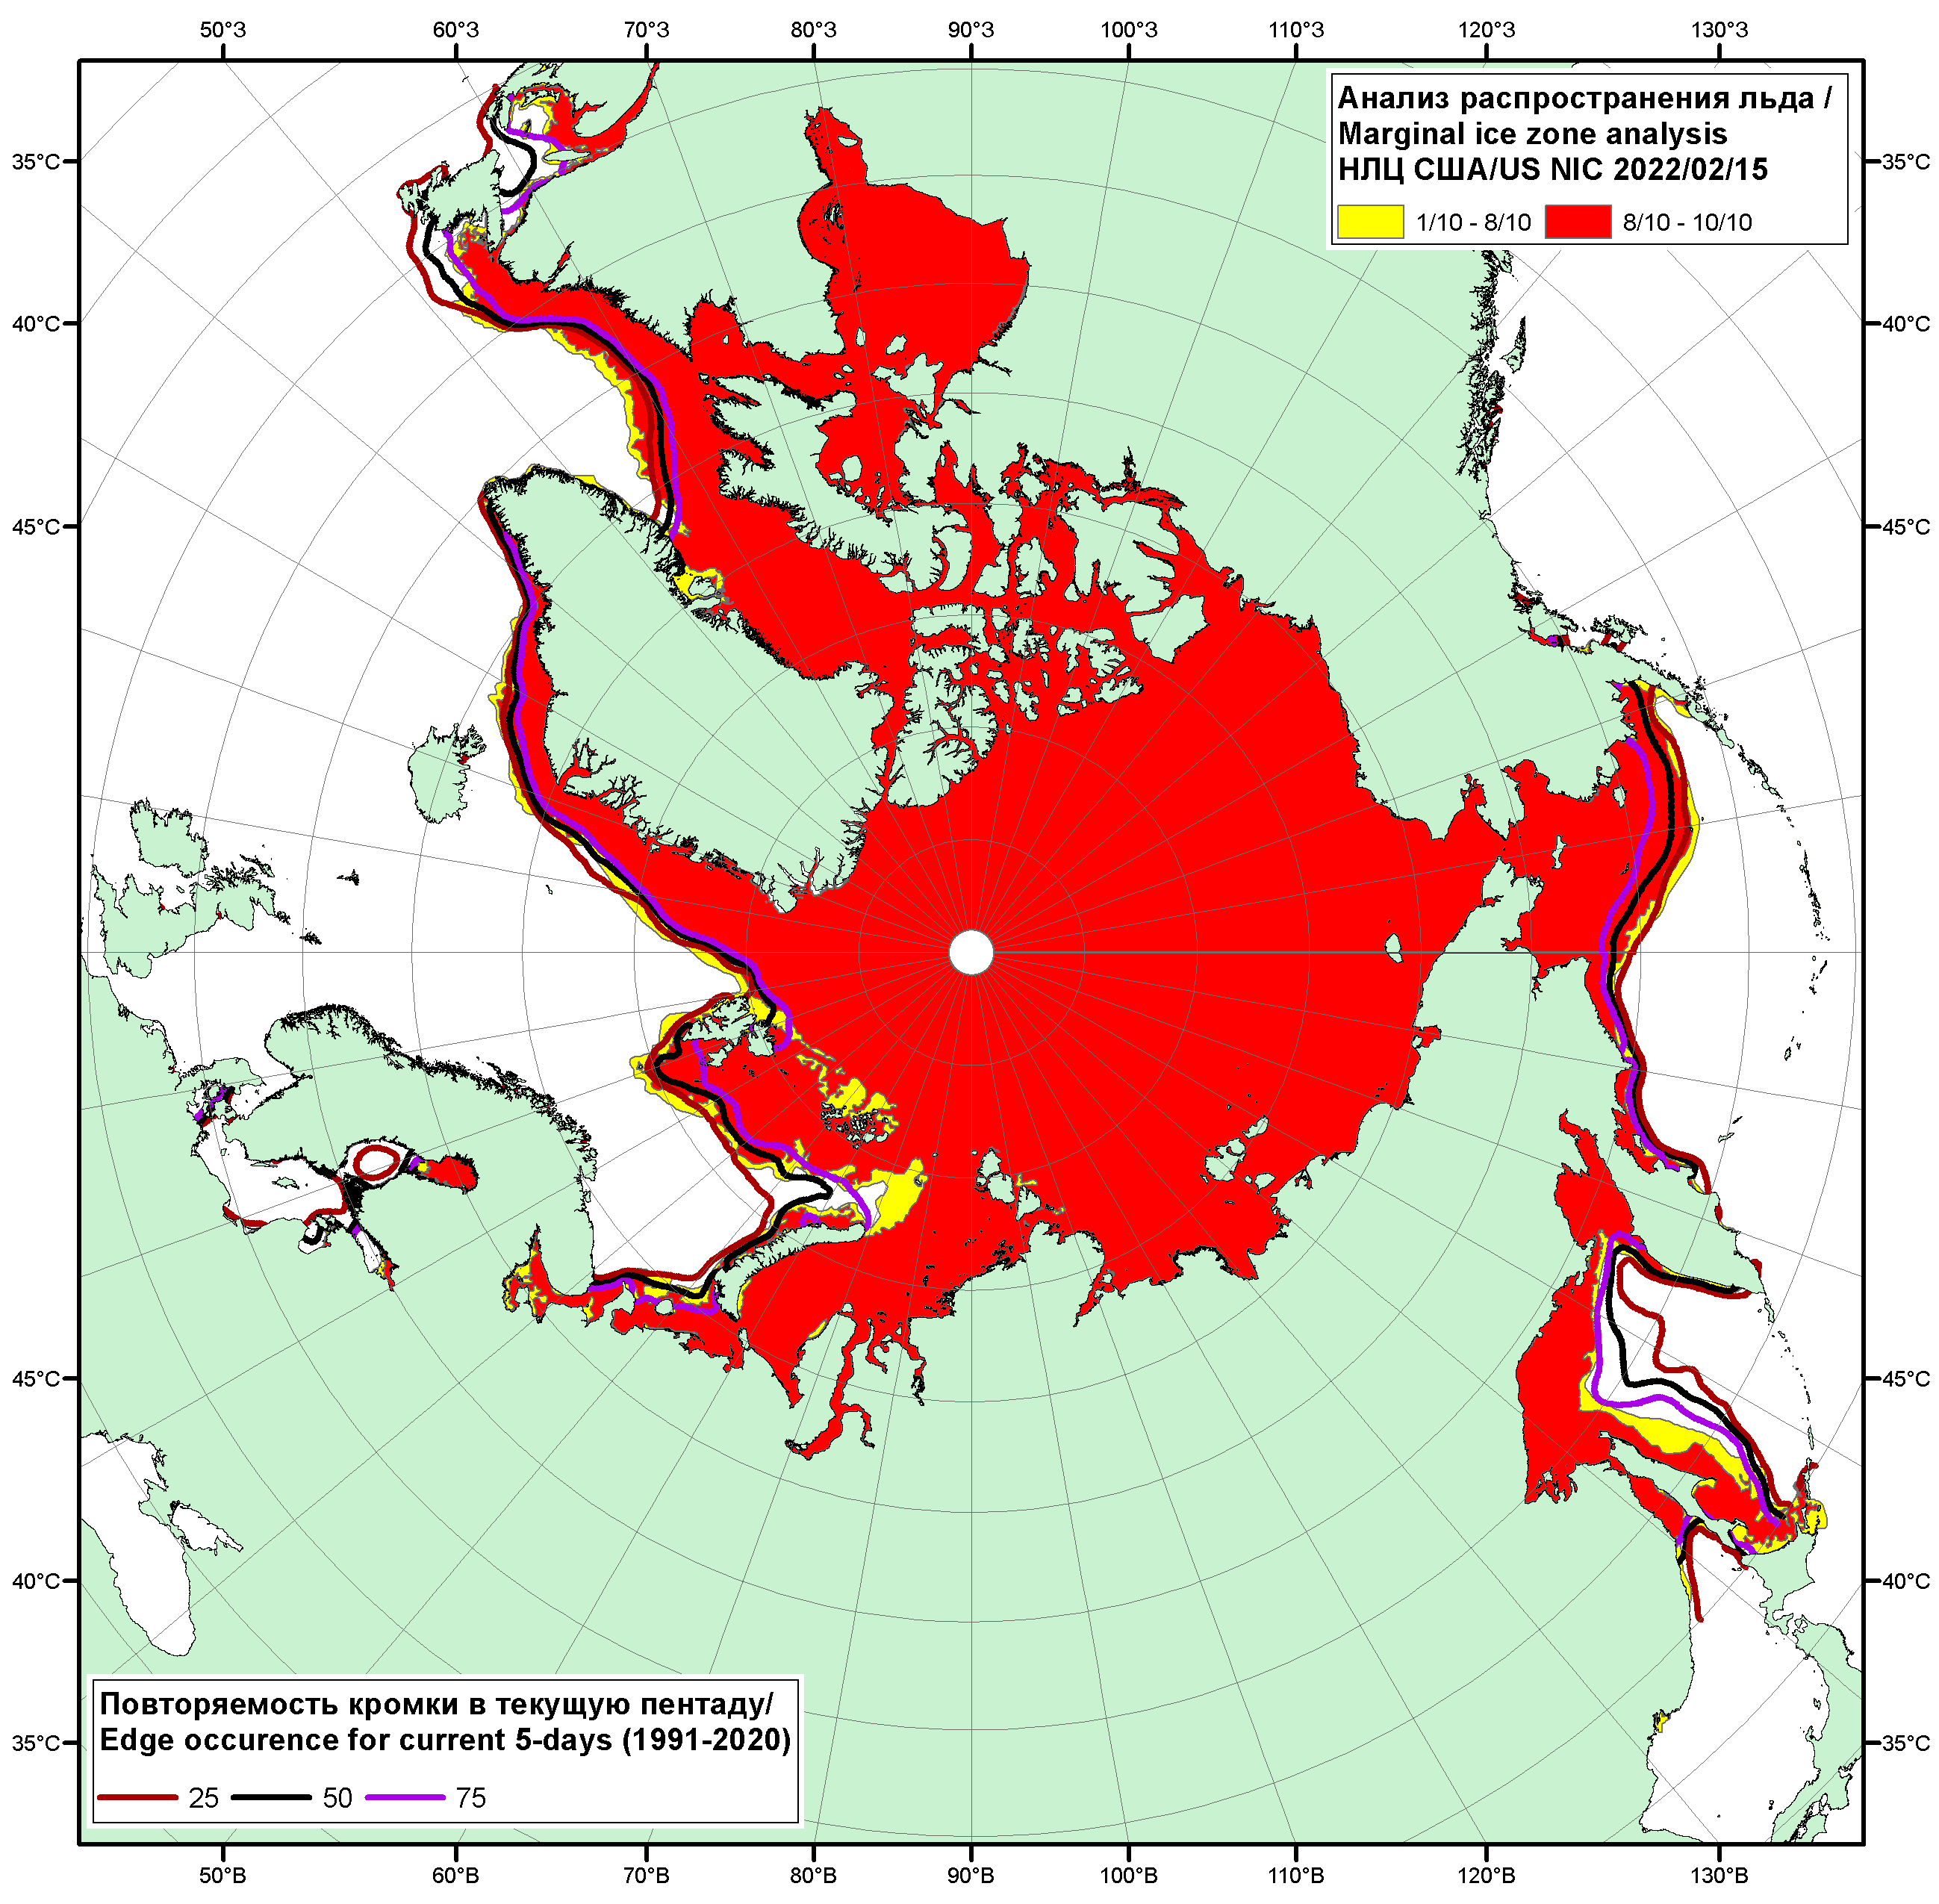 50°З 60°З 70°З 80°З 90°З 100°З 110°З 120°З 130°З
Анализ распространения льда /
Marginal ice zone analysis
НЛЦ США/US NIC 2022/02/15
1/10 - 8/10 8/10 - 10/10
35°С 35°С
40°С 40°С
45°С 45°С
45°С 45°С
40°С 40°С
35°С 35°С
Повторяемость кромки в текущую пентаду/
Edge occurence for current 5-days (1991-2020)
25 50 75
50°В 60°В 70°В 80°В 90°В 100°В 110°В 120°В 130°В